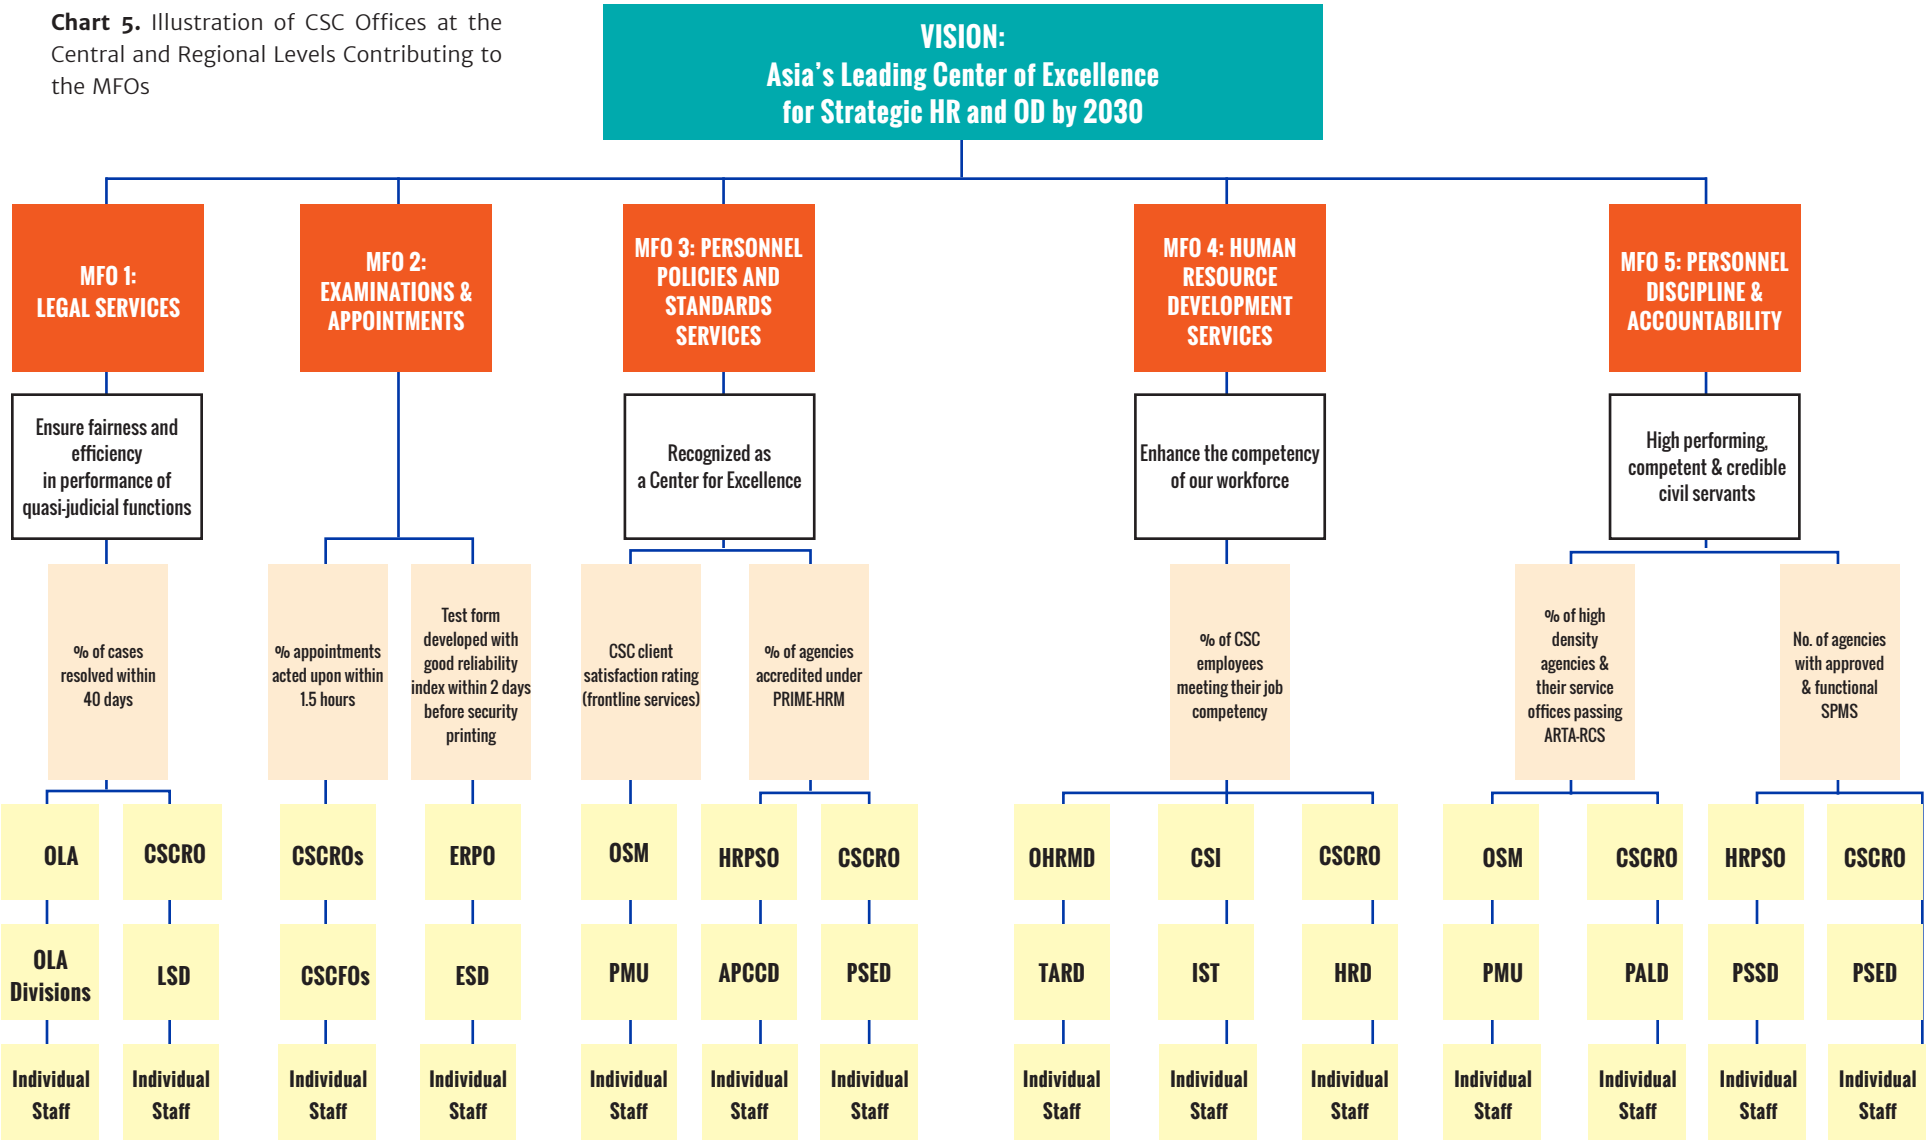 Chart 5. Illustration of CSC Offices at the
Central and Regional Levels Contributing to
the MFOs
VISION:
Asia's Leading Center of Excellence
for Strategic HR and OD by 2030
MFO 1:
LEGAL SERVICES
MFO 2:
EXAMINATIONS &
APPOINTMENTS
MFO 3: PERSONNEL
POLICIES AND
STANDARDS
SERVICES
MFO 4: HUMAN
RESOURCE
DEVELOPMENT
SERVICES
MFO 5: PERSONNEL
DISCIPLINE &
ACCOUNTABILITY
Ensure fairness and
efficiency
in performance of
quasi-judicial functions
Recognized as
a Center for Excellence
Enhance the competency
of our workforce
High performing,
competent & credible
civil servants
% of cases
resolved within
40 days
% appointments
acted upon within
1.5 hours
Test form
developed with
good reliability
index within 2 days
before security
printing
CSC client
satisfaction rating
(frontline services)
% of agencies
accredited under
PRIME-HRM
% of CSC
employees
meeting their job
competency
% of high
density
agencies &
their service
offices passing
ARTA-RCS
No. of agencies
with approved
& functional
SPMS
OLA
CSCRO
CSCROs
ERPO
OSM
HRPSO
CSCRO
OHRMD
CSI
CSCRO
OSM
CSCRO
HRPSO
CSCRO
OLA
Divisions
LSD
CSCFOs
ESD
PMU
APCCD
PSED
TARD
IST
HRD
PMU
PALD
PSSD
PSED
Individual
Staff
Individual
Staff
Individual
Staff
Individual
Staff
Individual
Staff
Individual
Staff
Individual
Staff
Individual
Staff
Individual
Staff
Individual
Staff
Individual
Staff
Individual
Staff
Individual
Staff
Individual
Staff